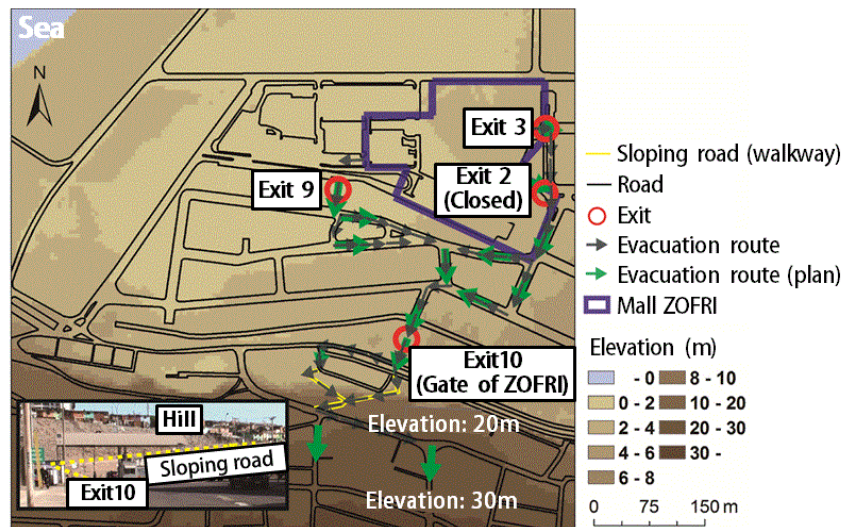 Sea
N
Exit 3
Exit 9
Exit 2
(Closed)
Exit10
(Gate of ZOFRI)
Elevation: 20m
Elevation: 30m
Hill
Sloping road
Exit10
Sloping road (walkway)
Road
Exit
Evacuation route
Evacuation route (plan)
Mall ZOFRI
Elevation (m)
- 0
0 - 2
2 - 4
4 - 6
6 - 8
8 - 10
10 - 20
20 - 30
30 -
0 75 150 m